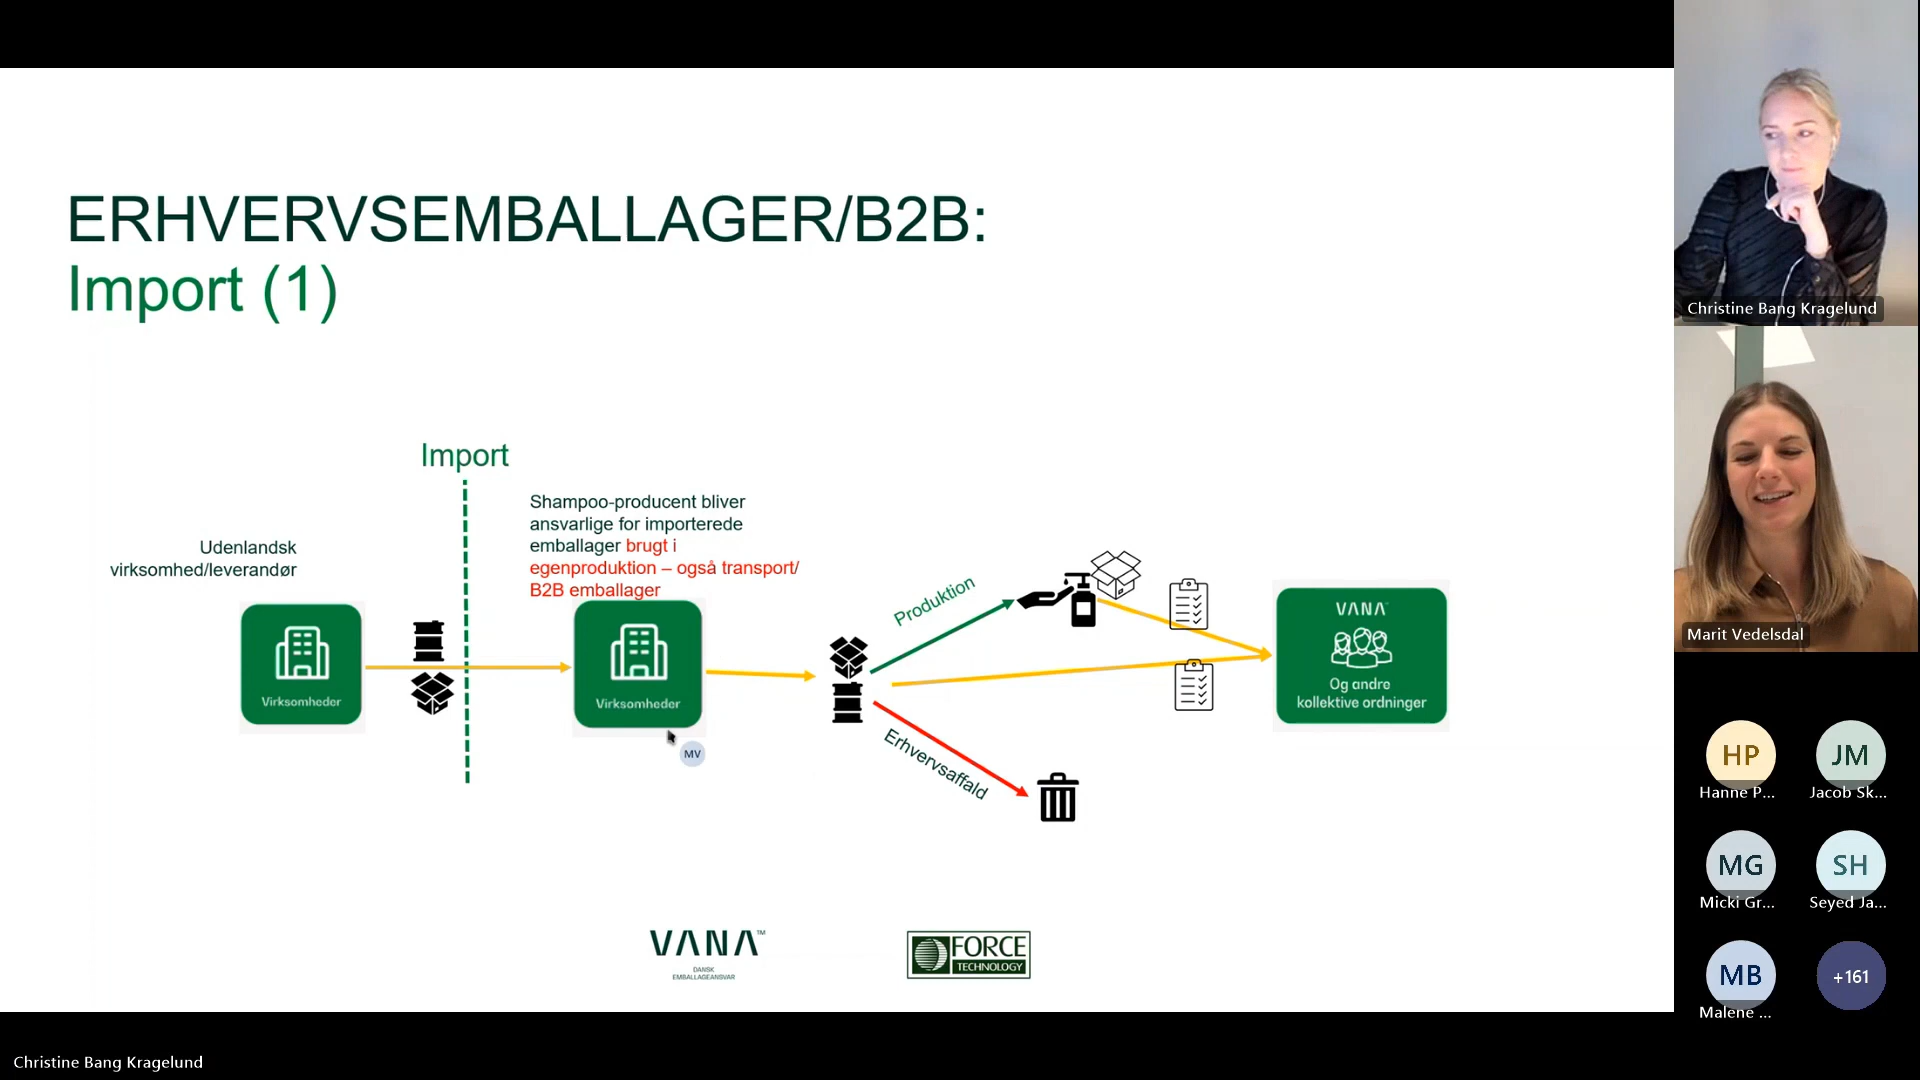 ERHVERVSEMBALLAGER/B2B:
Import (1)
Import
Udenlandsk
virksomhed/leverandør
Shampoo-producent bliver
ansvarlige for importerede
emballager brugt i
egenproduktion – også transport/
B2B emballager
Virksomheder
Virksomheder
MV
Produktion
Erhvervsaffald
VANA
Og andre
kollektive ordninger
VANA™
DANSK
EMBALLAGEANSVAR
FORCE
TECHNOLOGY
Christine Bang Kragelund
Marit Vedelsdal
HP
Hanne P...
JM
Jacob Sk...
MG
Micki Gr...
SH
Seyed Ja...
MB
Malene ...
+161
Christine Bang Kragelund